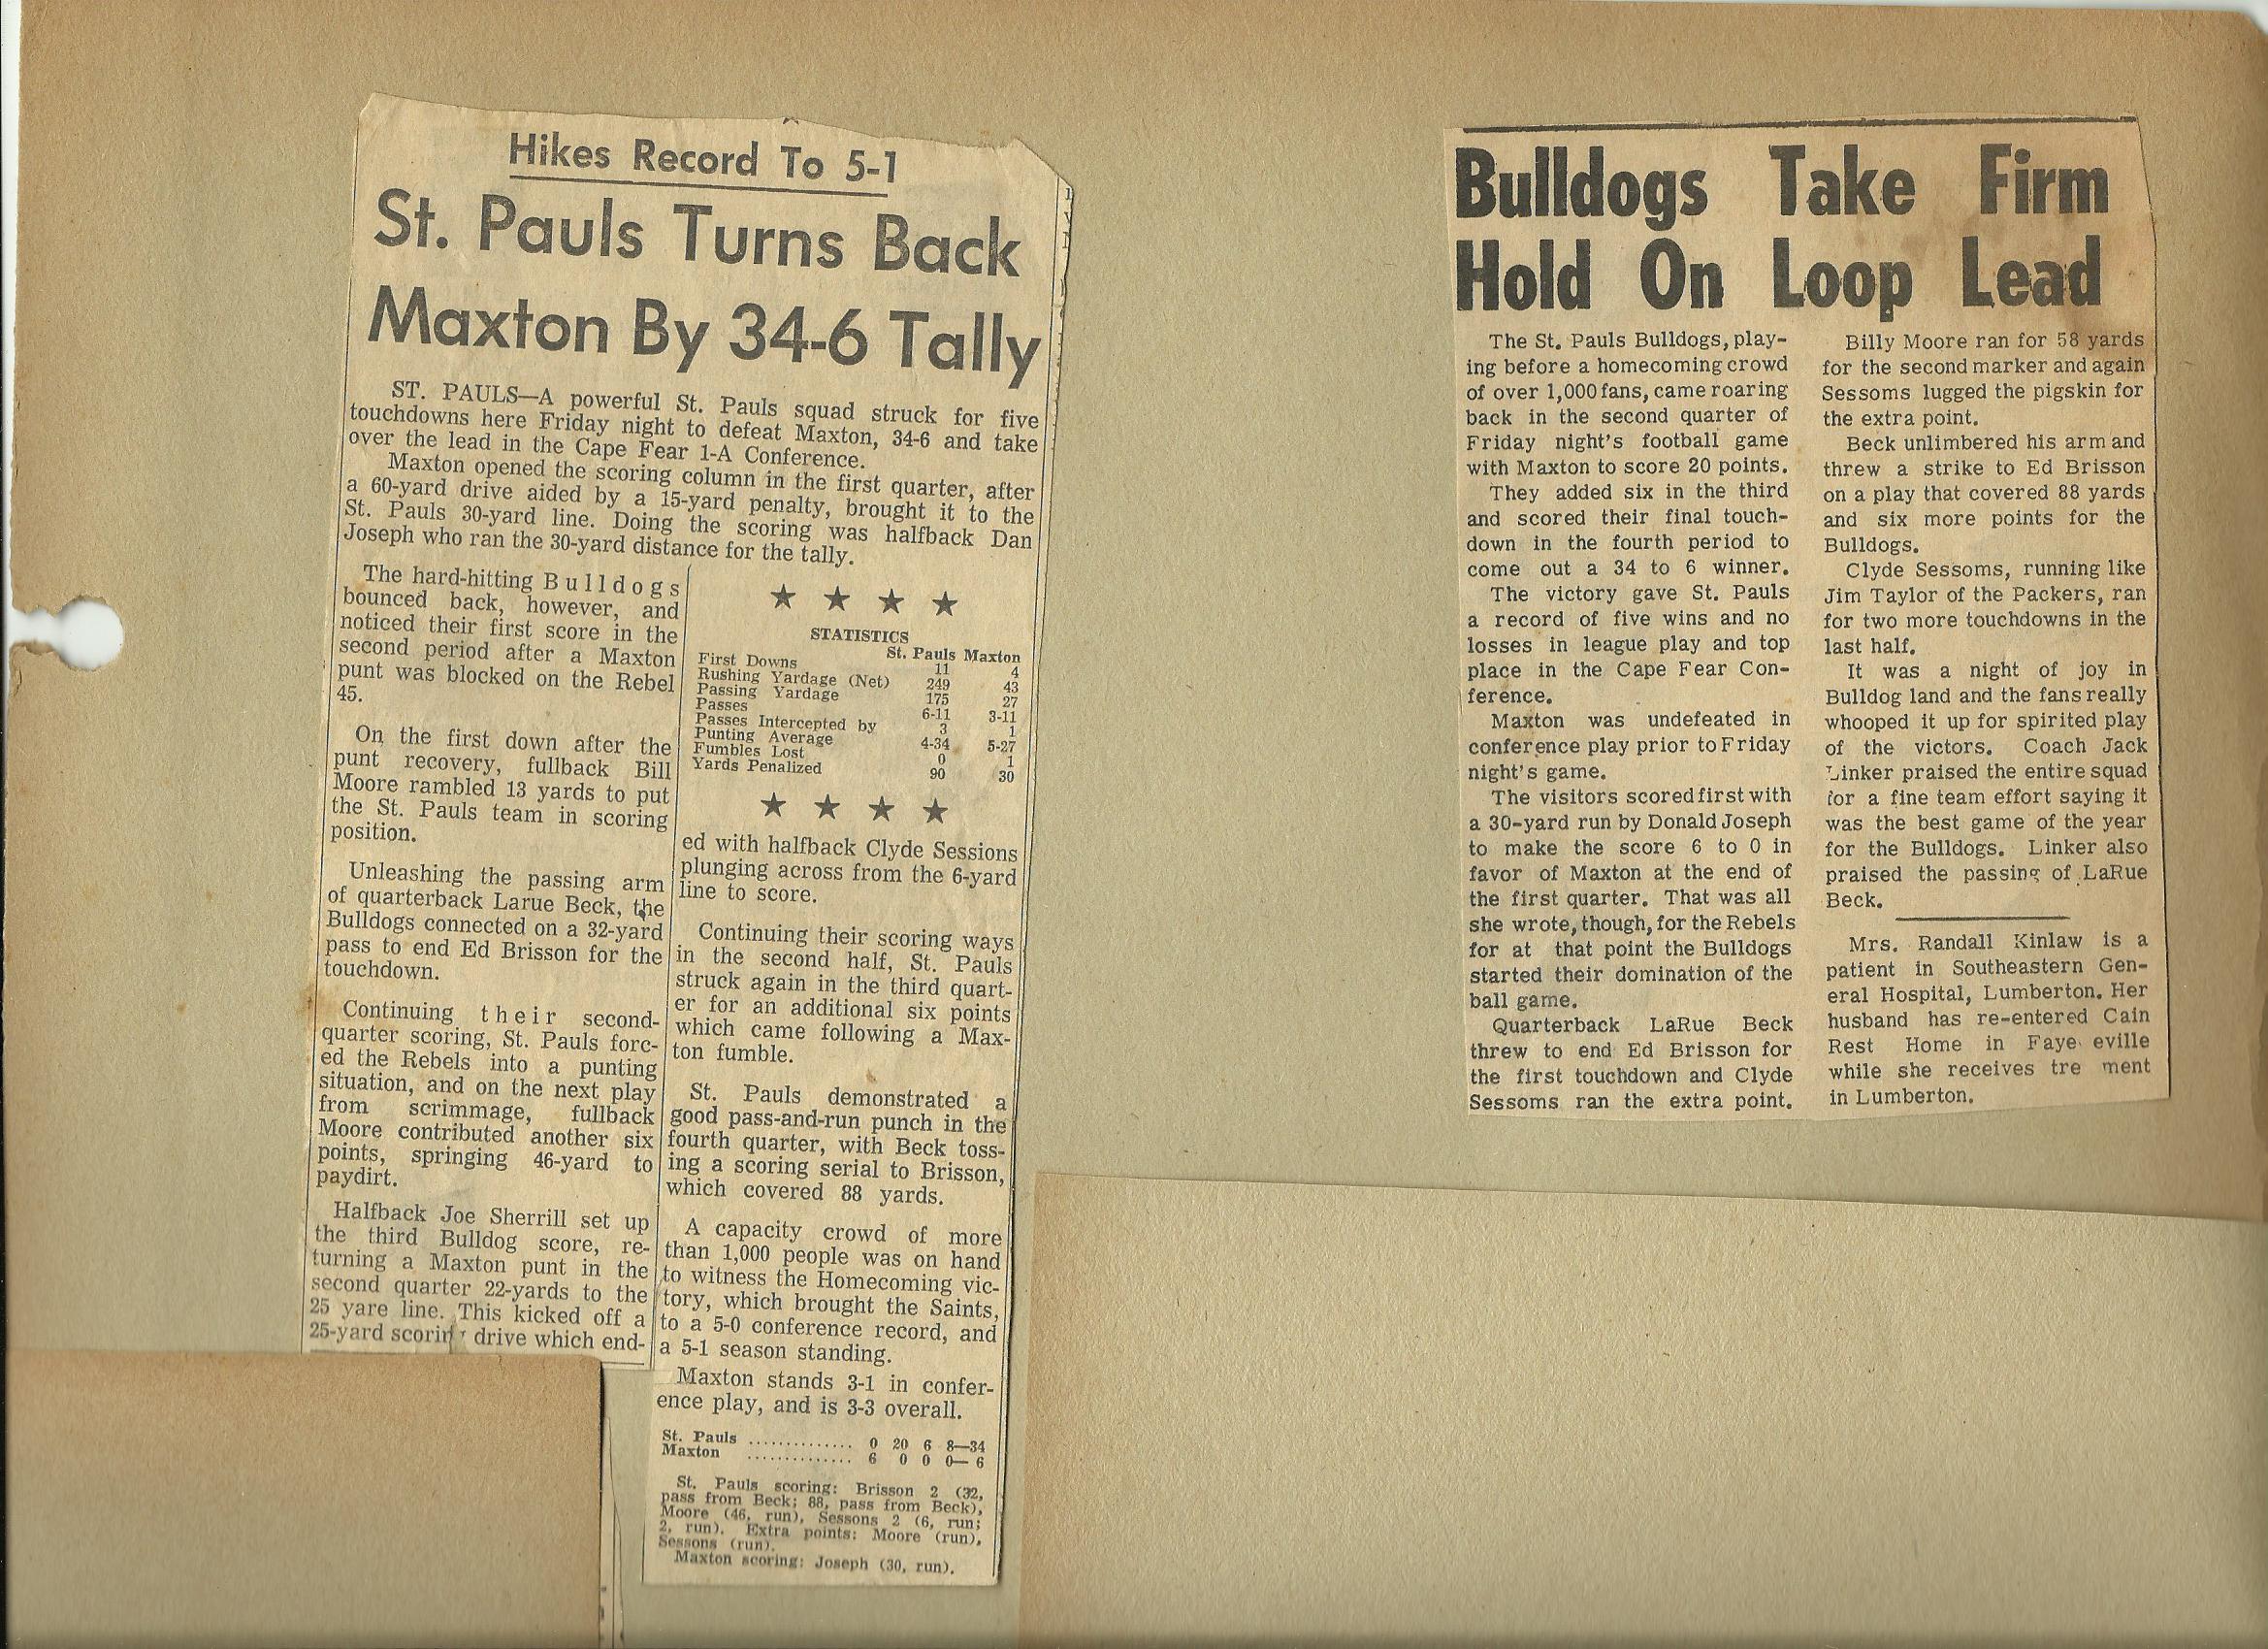 Hikes Record To 5-1
St. Pauls Turns Back
Maxton By 34-6 Tally
ST. PAULS—A powerful St. Pauls squad struck for five
touchdowns here Friday night to defeat Maxton, 34-6 and take
over the lead in the Cape Fear 1-A Conference.
Maxton opened the scoring column in the first quarter, after
a 60-yard drive aided by a 15-yard penalty, brought it to the
St. Pauls 30-yard line. Doing the scoring was halfback Dan
Joseph who ran the 30-yard distance for the tally.
The hard-hitting Bulldogs
bounced back, however, and
noticed their first score in the
second period after a Maxton
punt was blocked on the Rebel
45.
On the first down after the
punt recovery, fullback Bill
Moore rambled 13 yards to put
the St. Pauls team in scoring
position.
Unleashing the passing arm
of quarterback Larue Beck, the
Bulldogs connected on a 32-yard
pass to end Ed Brisson for the
touchdown.
Continuing their second-
quarter scoring, St. Pauls forc-
ed the Rebels into a punting
situation, and on the next play
from scrimmage, fullback
Moore contributed another six
points, springing 46-yard to
paydirt.
Halfback Joe Sherrill set up
the third Bulldog score, re-
turning a Maxton punt in the
second quarter 22-yards to the
25 yare line. This kicked off a
25-yard scoring drive which end-
★ ★ ★ ★
STATISTICS
St. Pauls Maxton
First Downs 11 4
Rushing Yardage (Net) 249 43
Passing Yardage 175 27
Passes 6-11 3-11
Passes Intercepted by 3 1
Punting Average 4-34 5-27
Fumbles Lost 0 1
Yards Penalized 90 30
★ ★ ★ ★
ed with halfback Clyde Sessions
plunging across from the 6-yard
line to score.
Continuing their scoring ways
in the second half, St. Pauls
struck again in the third quart-
er for an additional six points
which came following a Max-
ton fumble.
St. Pauls demonstrated a
good pass-and-run punch in the
fourth quarter, with Beck toss-
ing a scoring serial to Brisson,
which covered 88 yards.
A capacity crowd of more
than 1,000 people was on hand
to witness the Homecoming vic-
tory, which brought the Saints,
to a 5-0 conference record, and
a 5-1 season standing.
Maxton stands 3-1 in confer-
ence play, and is 3-3 overall.
St. Pauls .............. 0 20 6 8—34
Maxton .............. 6 0 0 0— 6
St. Pauls scoring: Brisson 2 (32,
pass from Beck; 88, pass from Beck),
Moore (46, run), Sessons 2 (6, run;
2, run). Extra points: Moore (run),
Sessons (run).
Maxton scoring: Joseph (30, run).
Bulldogs Take Firm
Hold On Loop Lead
The St. Pauls Bulldogs, play-
ing before a homecoming crowd
of over 1,000 fans, came roaring
back in the second quarter of
Friday night's football game
with Maxton to score 20 points.
They added six in the third
and scored their final touch-
down in the fourth period to
come out a 34 to 6 winner.
The victory gave St. Pauls
a record of five wins and no
losses in league play and top
place in the Cape Fear Con-
ference.
Maxton was undefeated in
conference play prior to Friday
night's game.
The visitors scored first with
a 30-yard run by Donald Joseph
to make the score 6 to 0 in
favor of Maxton at the end of
the first quarter. That was all
she wrote, though, for the Rebels
for at that point the Bulldogs
started their domination of the
ball game.
Quarterback LaRue Beck
threw to end Ed Brisson for
the first touchdown and Clyde
Sessoms ran the extra point.
Billy Moore ran for 58 yards
for the second marker and again
Sessoms lugged the pigskin for
the extra point.
Beck unlimbered his arm and
threw a strike to Ed Brisson
on a play that covered 88 yards
and six more points for the
Bulldogs.
Clyde Sessoms, running like
Jim Taylor of the Packers, ran
for two more touchdowns in the
last half.
It was a night of joy in
Bulldog land and the fans really
whooped it up for spirited play
of the victors. Coach Jack
Linker praised the entire squad
for a fine team effort saying it
was the best game of the year
for the Bulldogs. Linker also
praised the passing of LaRue
Beck.
Mrs. Randall Kinlaw is a
patient in Southeastern Gen-
eral Hospital, Lumberton. Her
husband has re-entered Cain
Rest Home in Faye eville
while she receives tre ment
in Lumberton.